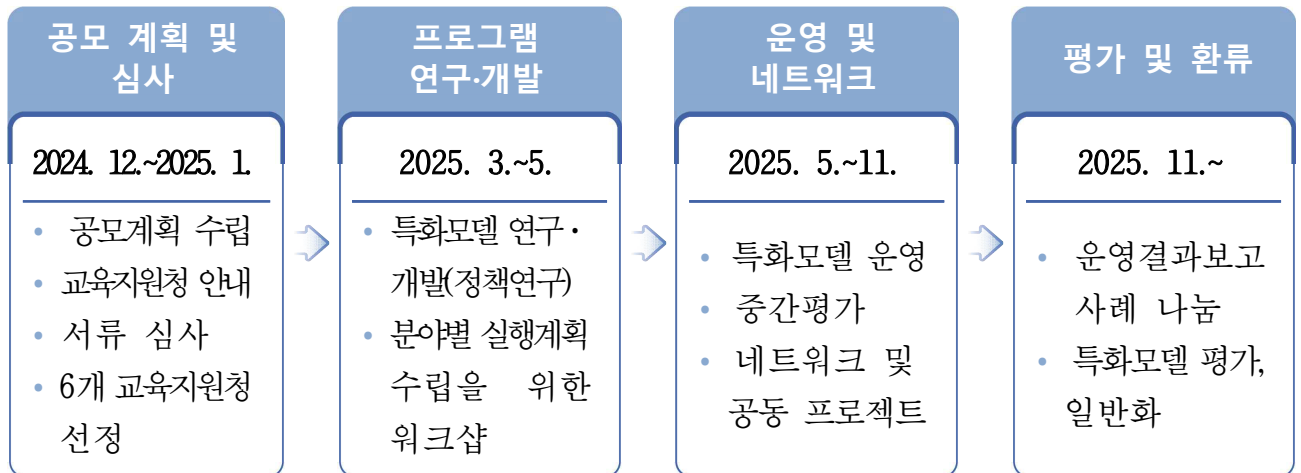 공모 계획 및
심사
2024. 12.~2025. 1.
• 공모계획 수립
• 교육지원청 안내
• 서류 심사
• 6개 교육지원청
선정
프로그램
연구·개발
2025. 3.~5.
• 특화모델 연구·
개발(정책연구)
• 분야별 실행계획
수립을 위한
워크샵
운영 및
네트워크
2025. 5.~11.
• 특화모델 운영
• 중간평가
• 네트워크 및
공동 프로젝트
평가 및 환류
2025. 11.~
• 운영결과보고
사례 나눔
• 특화모델 평가,
일반화